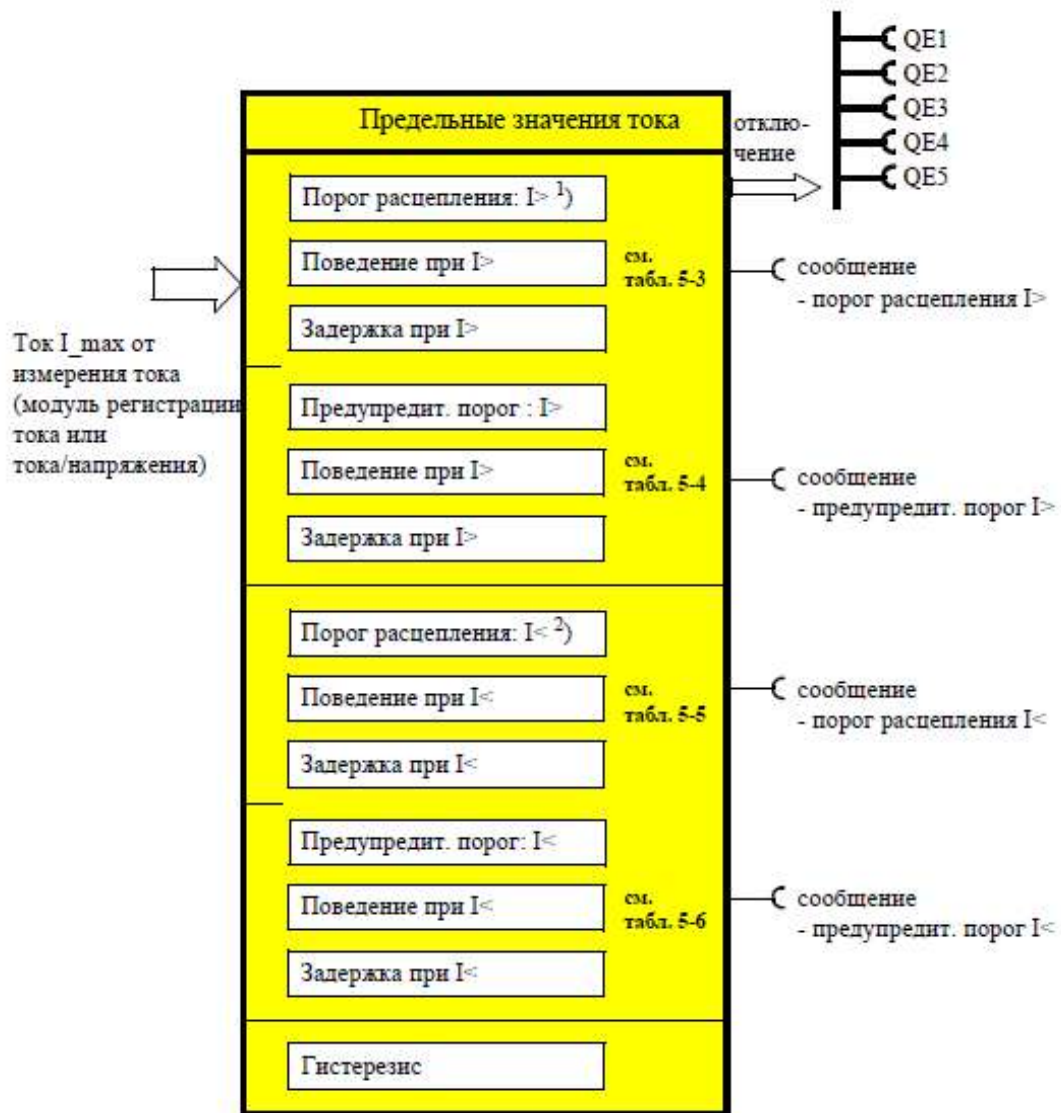 QE1
QE2
QE3
QE4
QE5
Предельные значения тока
отклю-
чение
Порог расцепления: I> 1)
Поведение при I>
см.
табл. 5-3
Задержка при I>
сообщение
- порог расцепления I>
Ток I_max от
измерения тока
(модуль регистрации
тока или
тока/напряжения)
Предупредит. порог : I>
Поведение при I>
см.
табл. 5-4
Задержка при I>
сообщение
- предупредит. порог I>
Порог расцепления: I< 2)
Поведение при I<
см.
табл. 5-5
Задержка при I<
сообщение
- порог расцепления I<
Предупредит. порог: I<
Поведение при I<
см.
табл. 5-6
Задержка при I<
сообщение
- предупредит. порог I<
Гистерезис